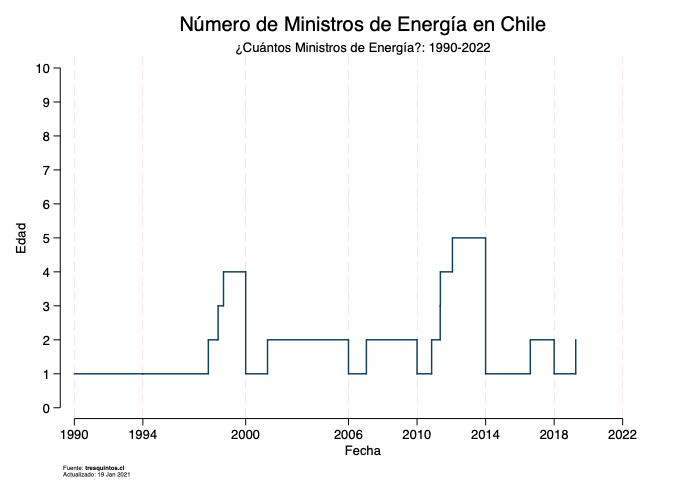 Número de Ministros de Energía en Chile
¿Cuántos Ministros de Energía?: 1990-2022
10
9
8
7
6
5
4
3
2
1
0
Edad
1990 1994 2000 2006 2010 2014 2018 2022
Fecha
Fuente: tresquintos.cl
Actualizado: 19 Jan 2021